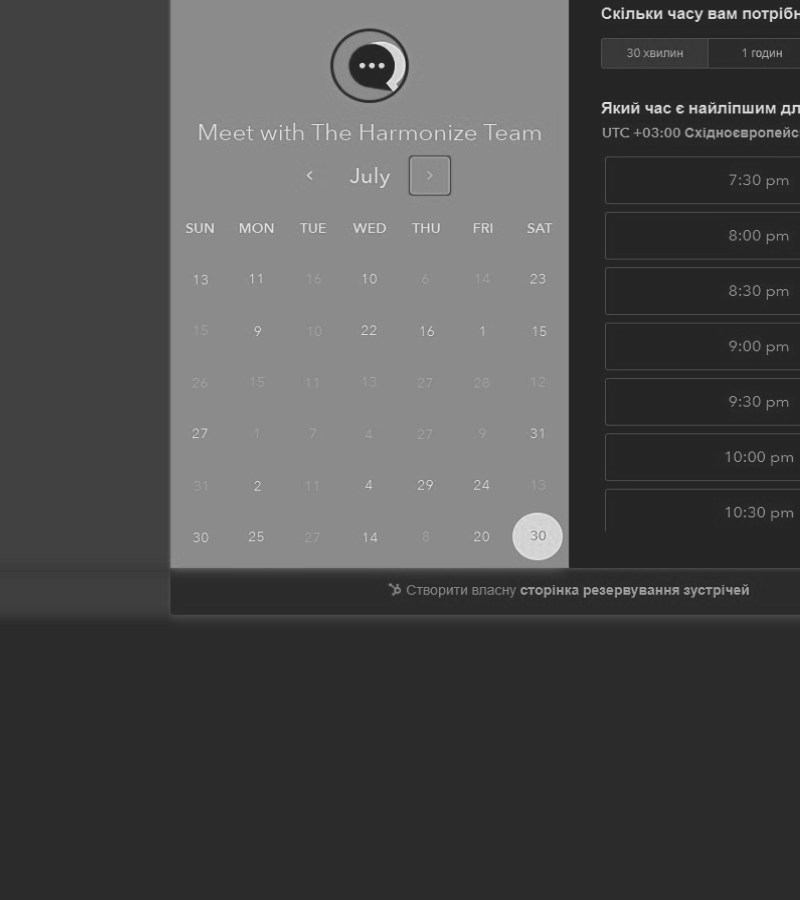 Meet with The Harmonize Team
July
SUN MON TUE WED THU FRI SAT
13 11 16 10 6 14 23
15 9 10 22 16 1 15
26 15 11 13 27 28 12
27 1 7 4 27 9 31
31 2 11 4 29 24 13
30 25 27 14 8 20 30
Скільки часу вам потрібн
30 хвилин 1 годин
Який час є найліпшим дл
UTC +03:00 Східноєвропейс
7:30 pm
8:00 pm
8:30 pm
9:00 pm
9:30 pm
10:00 pm
10:30 pm
Створити власну сторінка резервування зустрічей